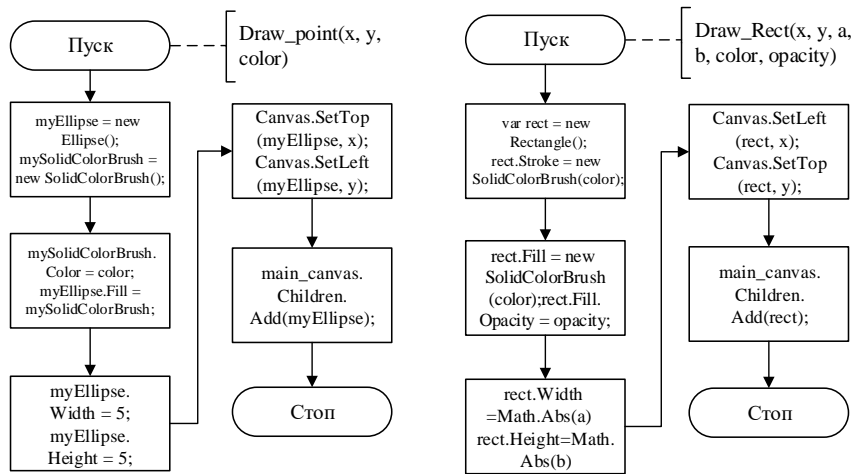 Пуск
Draw_point(x, y,
color)
myEllipse = new
Ellipse();
mySolidColorBrush =
new SolidColorBrush();
mySolidColorBrush.
Color = color;
myEllipse.Fill =
mySolidColorBrush;
myEllipse.
Width = 5;
myEllipse.
Height = 5;
Canvas.SetTop
(myEllipse, x);
Canvas.SetLeft
(myEllipse, y);
main_canvas.
Children.
Add(myEllipse);
Стоп
Пуск
Draw_Rect(x, y, a,
b, color, opacity)
var rect = new
Rectangle();
rect.Stroke = new
SolidColorBrush(color);
rect.Fill = new
SolidColorBrush
(color);rect.Fill.
Opacity = opacity;
rect.Width
=Math.Abs(a)
rect.Height=Math.
Abs(b)
Canvas.SetLeft
(rect, x);
Canvas.SetTop
(rect, y);
main_canvas.
Children.
Add(rect);
Стоп